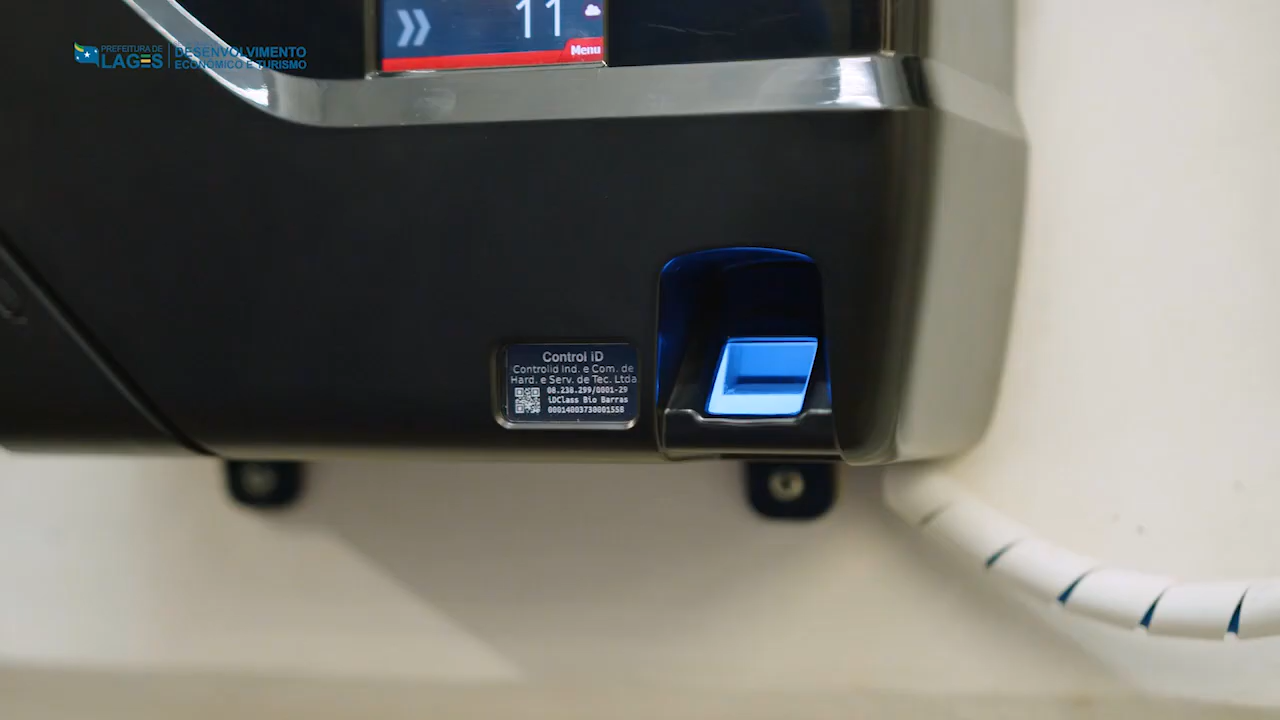 PREFEITURA DE
LAGES
DESENVOLVIMENTO
ECONÔMICO E TURISMO
11
Menu
Control iD
Controlid Ind. e Com. de
Hard. e Serv. de Tec. Ltda
08.238.299/0001-29
iDClass Bio Barras
00014003730001558